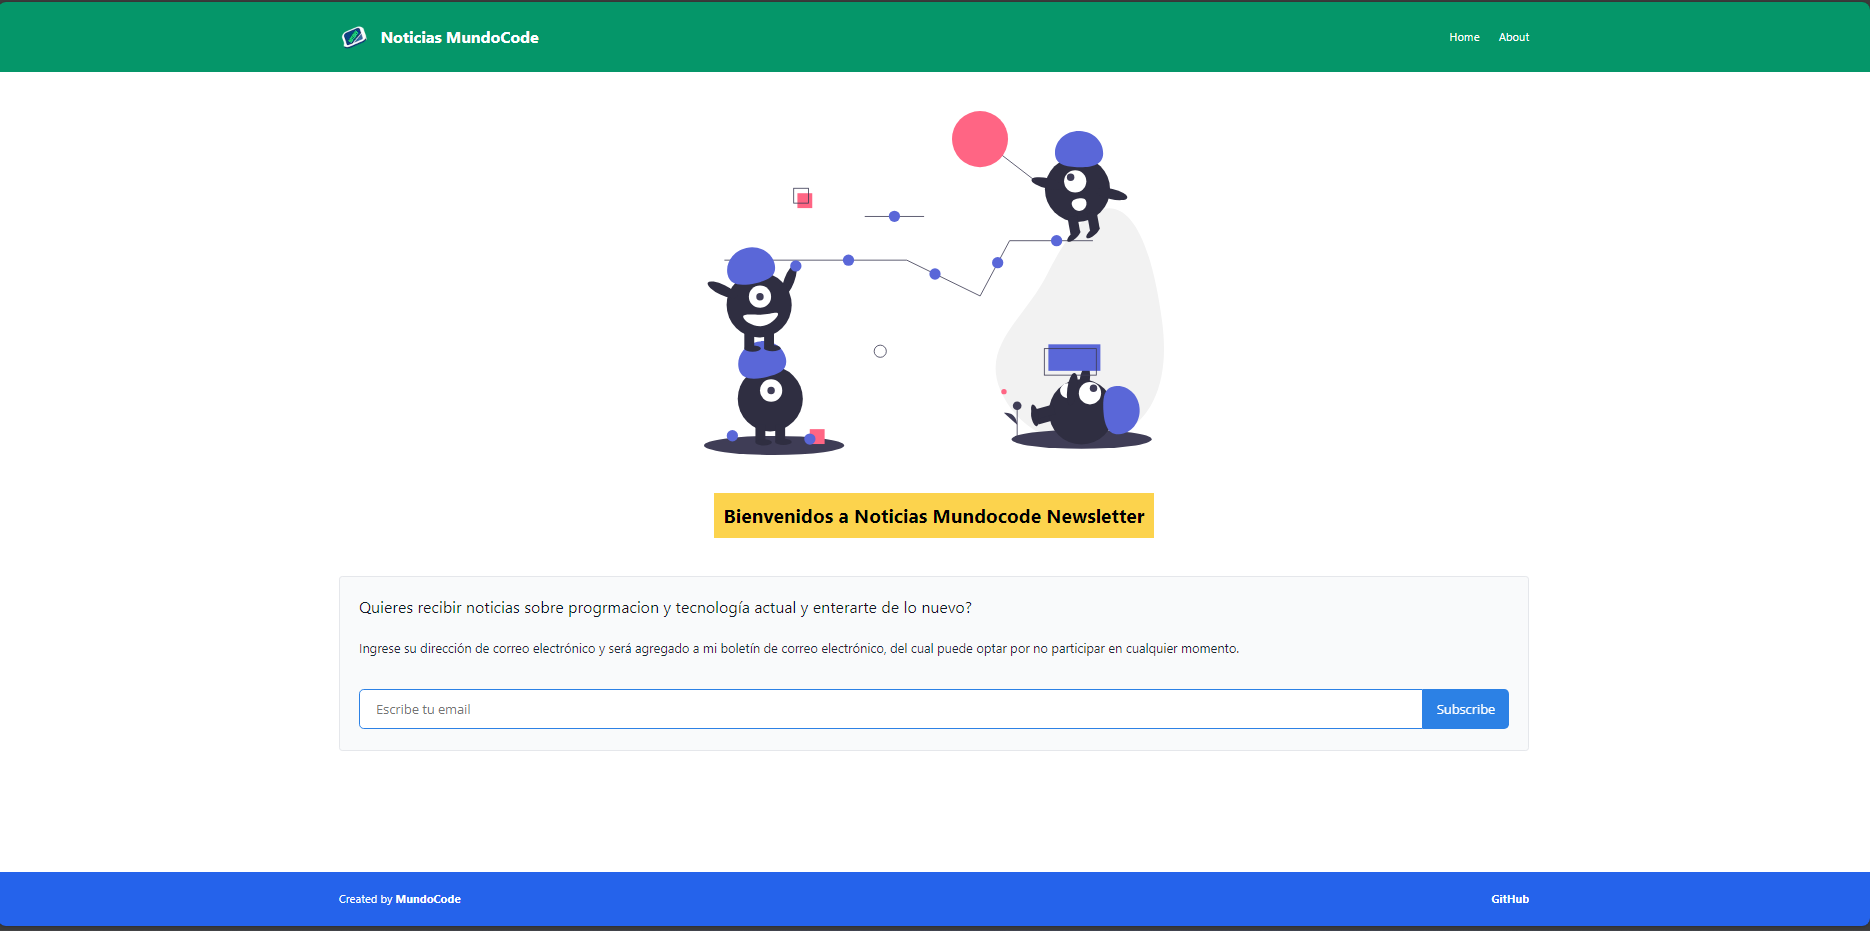 Noticias MundoCode
Home About
Bienvenidos a Noticias Mundocode Newsletter
Quieres recibir noticias sobre progrmacion y tecnología actual y enterarte de lo nuevo?
Ingrese su dirección de correo electrónico y será agregado a mi boletín de correo electrónico, del cual puede optar por no participar en cualquier momento.
Escribe tu email
Subscribe
Created by MundoCode
GitHub